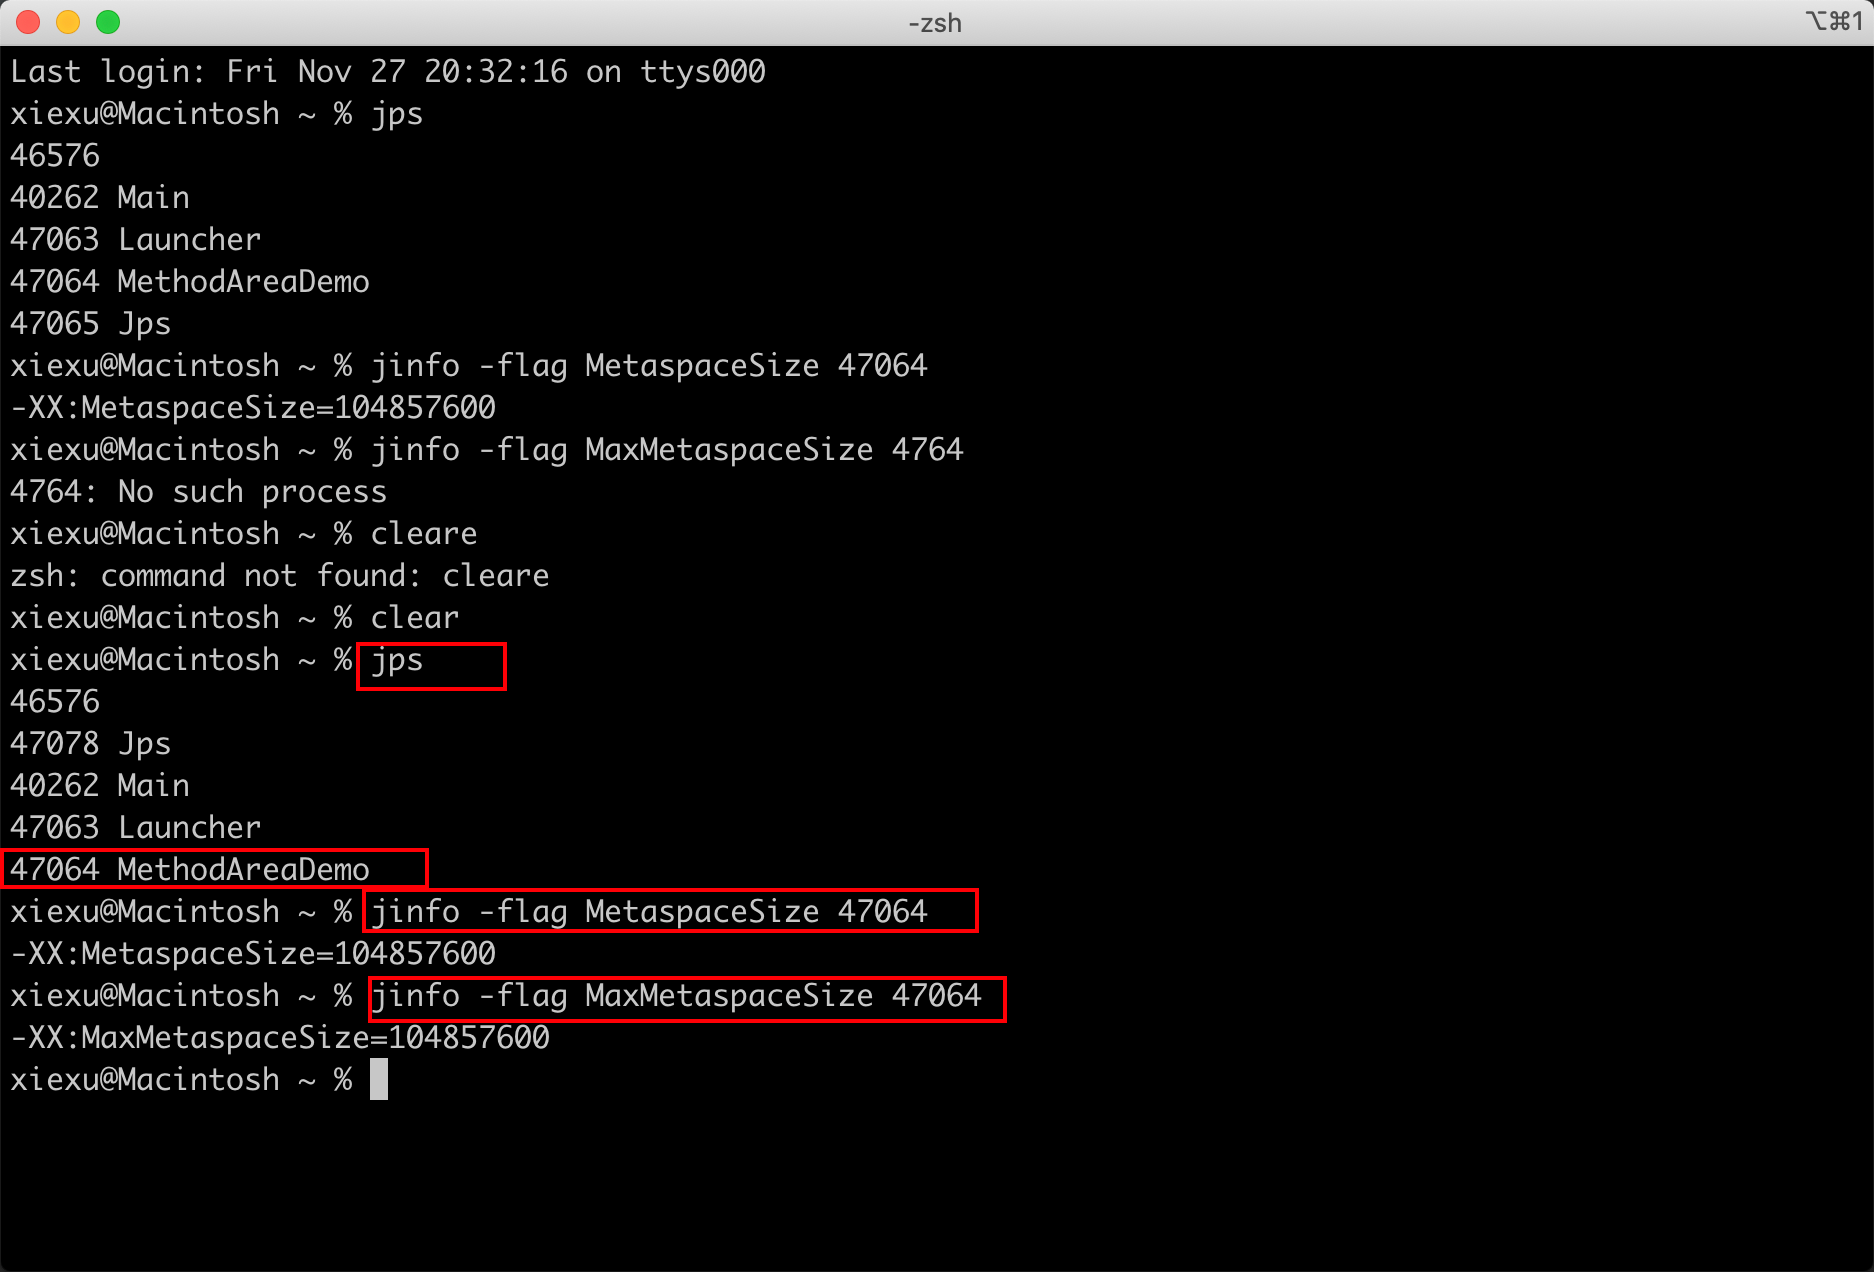 -zsh
⌥⌘1
Last login: Fri Nov 27 20:32:16 on ttys000
xiexu@Macintosh ~ % jps
46576
40262 Main
47063 Launcher
47064 MethodAreaDemo
47065 Jps
xiexu@Macintosh ~ % jinfo -flag MetaspaceSize 47064
-XX:MetaspaceSize=104857600
xiexu@Macintosh ~ % jinfo -flag MaxMetaspaceSize 4764
4764: No such process
xiexu@Macintosh ~ % cleare
zsh: command not found: cleare
xiexu@Macintosh ~ % clear
xiexu@Macintosh ~ % jps
46576
47078 Jps
40262 Main
47063 Launcher
47064 MethodAreaDemo
xiexu@Macintosh ~ % jinfo -flag MetaspaceSize 47064
-XX:MetaspaceSize=104857600
xiexu@Macintosh ~ % jinfo -flag MaxMetaspaceSize 47064
-XX:MaxMetaspaceSize=104857600
xiexu@Macintosh ~ %